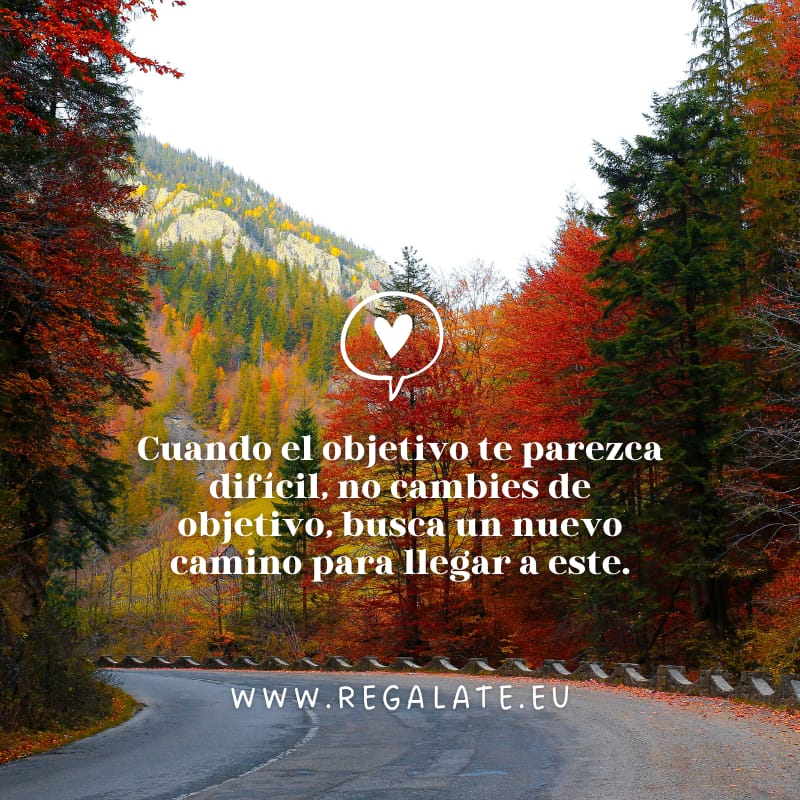 Cuando el objetivo te parezca
difícil, no cambies de
objetivo, busca un nuevo
camino para llegar a este.
WWW.REGALATE.EU